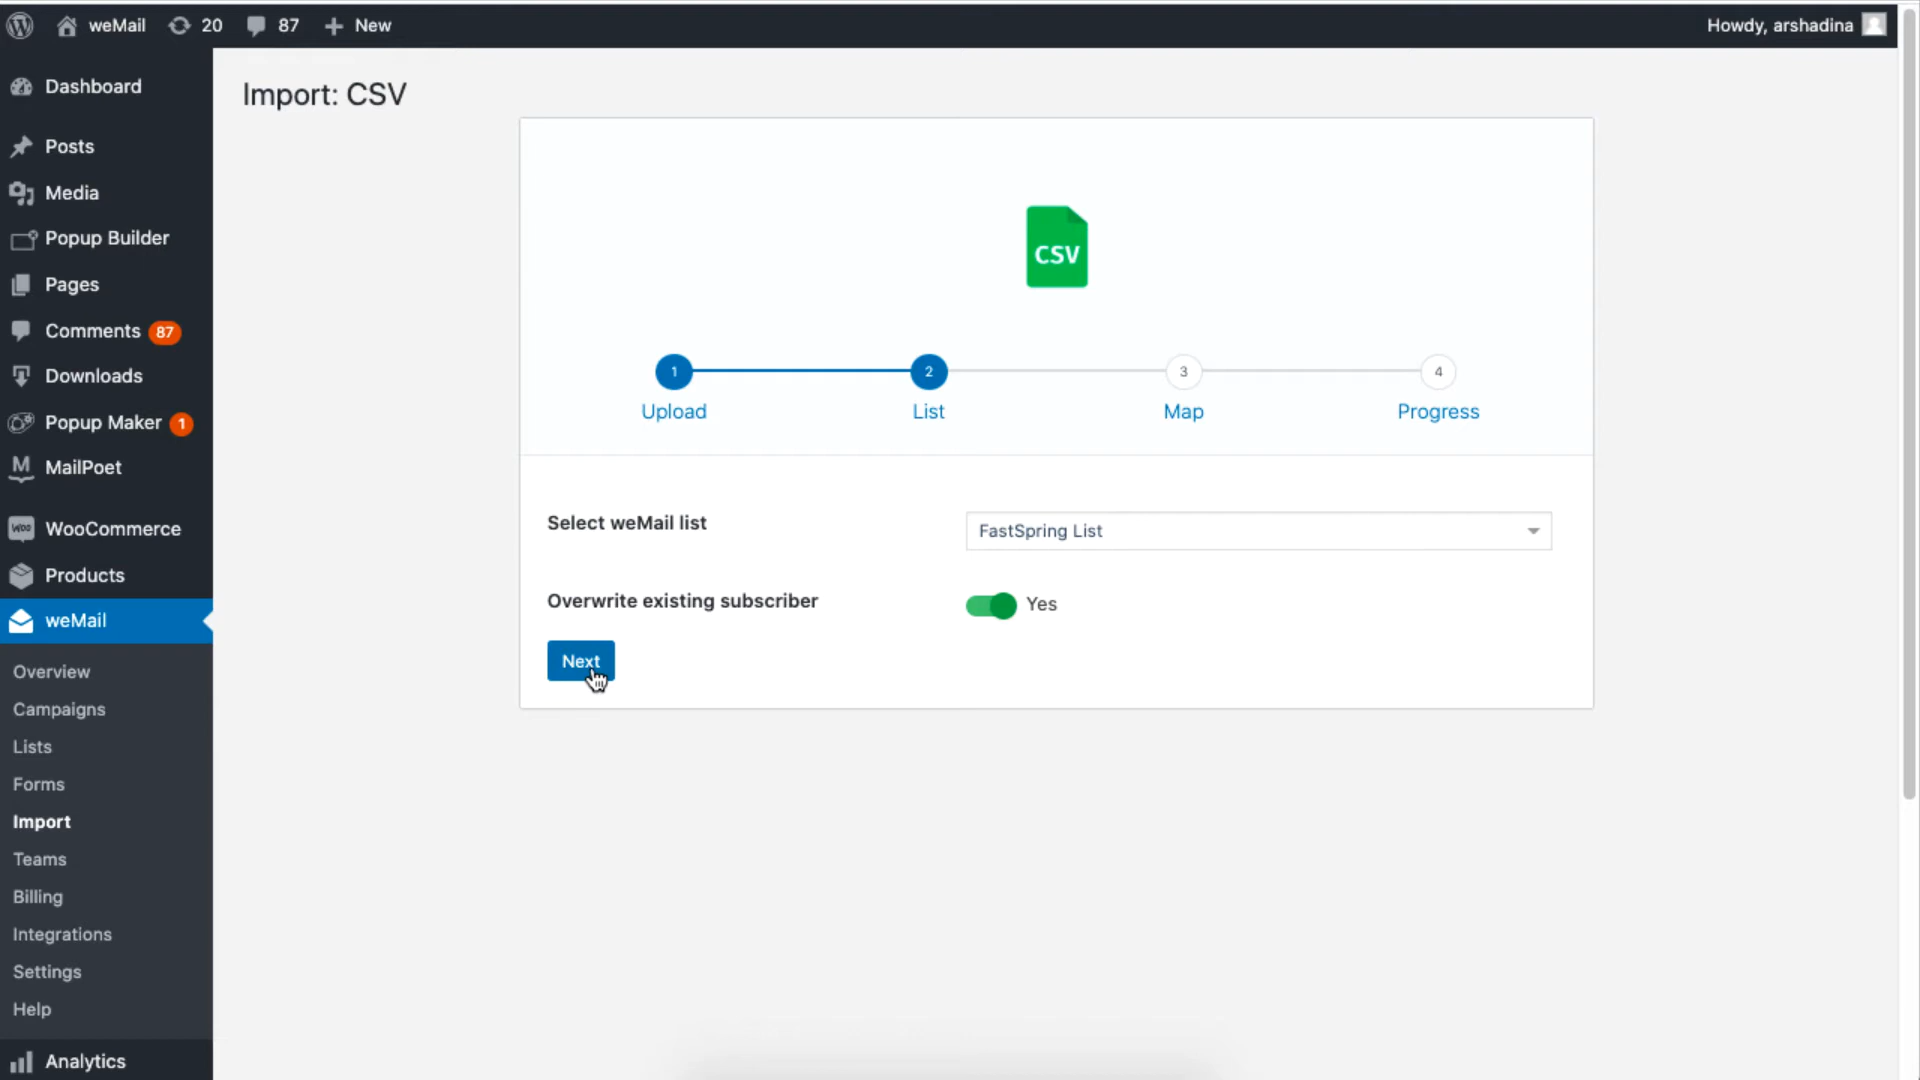 weMail
20
87
New
Howdy, arshadina
Dashboard
Posts
Media
Popup Builder
Pages
Comments 87
Downloads
Popup Maker 1
M MailPoet
Woo WooCommerce
Products
weMail
Overview
Campaigns
Lists
Forms
Import
Teams
Billing
Integrations
Settings
Help
Analytics
Import: CSV
CSV
1
2
3
4
Upload
List
Map
Progress
Select weMail list
FastSpring List
Overwrite existing subscriber
Yes
Next